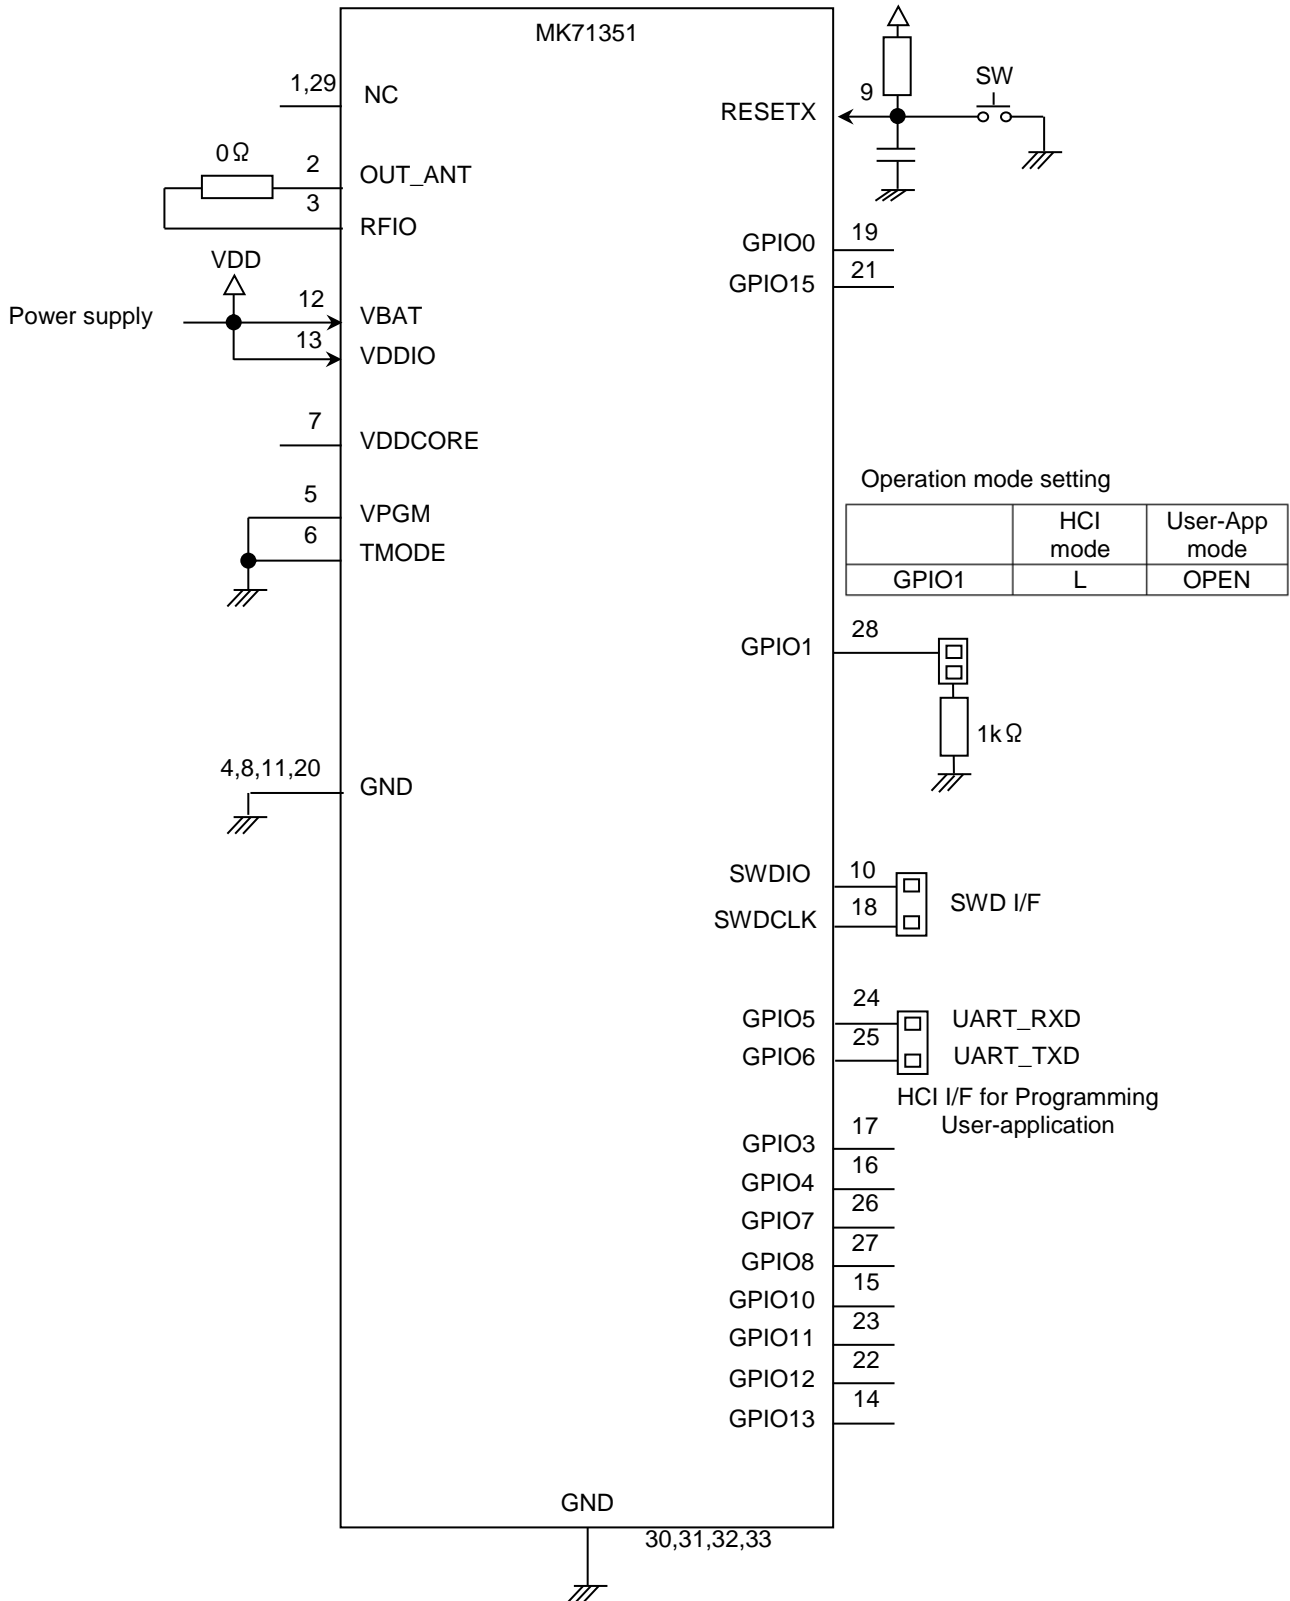 MK71351
1,29
NC
0Ω
2
OUT_ANT
3
RFIO
VDD
Power supply
12
VBAT
13
VDDIO
7
VDDCORE
5
VPGM
6
TMODE
4,8,11,20
GND
9
RESETX
SW
GPIO0
19
GPIO15
21
Operation mode setting
HCI mode
User-App mode
GPIO1
L
OPEN
GPIO1
28
1kΩ
SWDIO
10
SWDCLK
18
SWD I/F
GPIO5
24
UART_RXD
GPIO6
25
UART_TXD
HCI I/F for Programming
User-application
GPIO3
17
GPIO4
16
GPIO7
26
GPIO8
27
GPIO10
15
GPIO11
23
GPIO12
22
GPIO13
14
GND
30,31,32,33